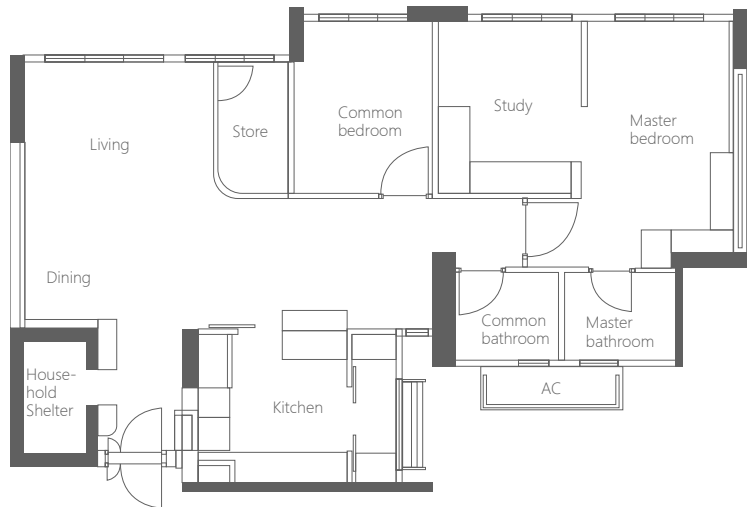 Living
Store
Common
bedroom
Study
Master
bedroom
Dining
House-
hold
Shelter
Kitchen
Common
bathroom
Master
bathroom
AC